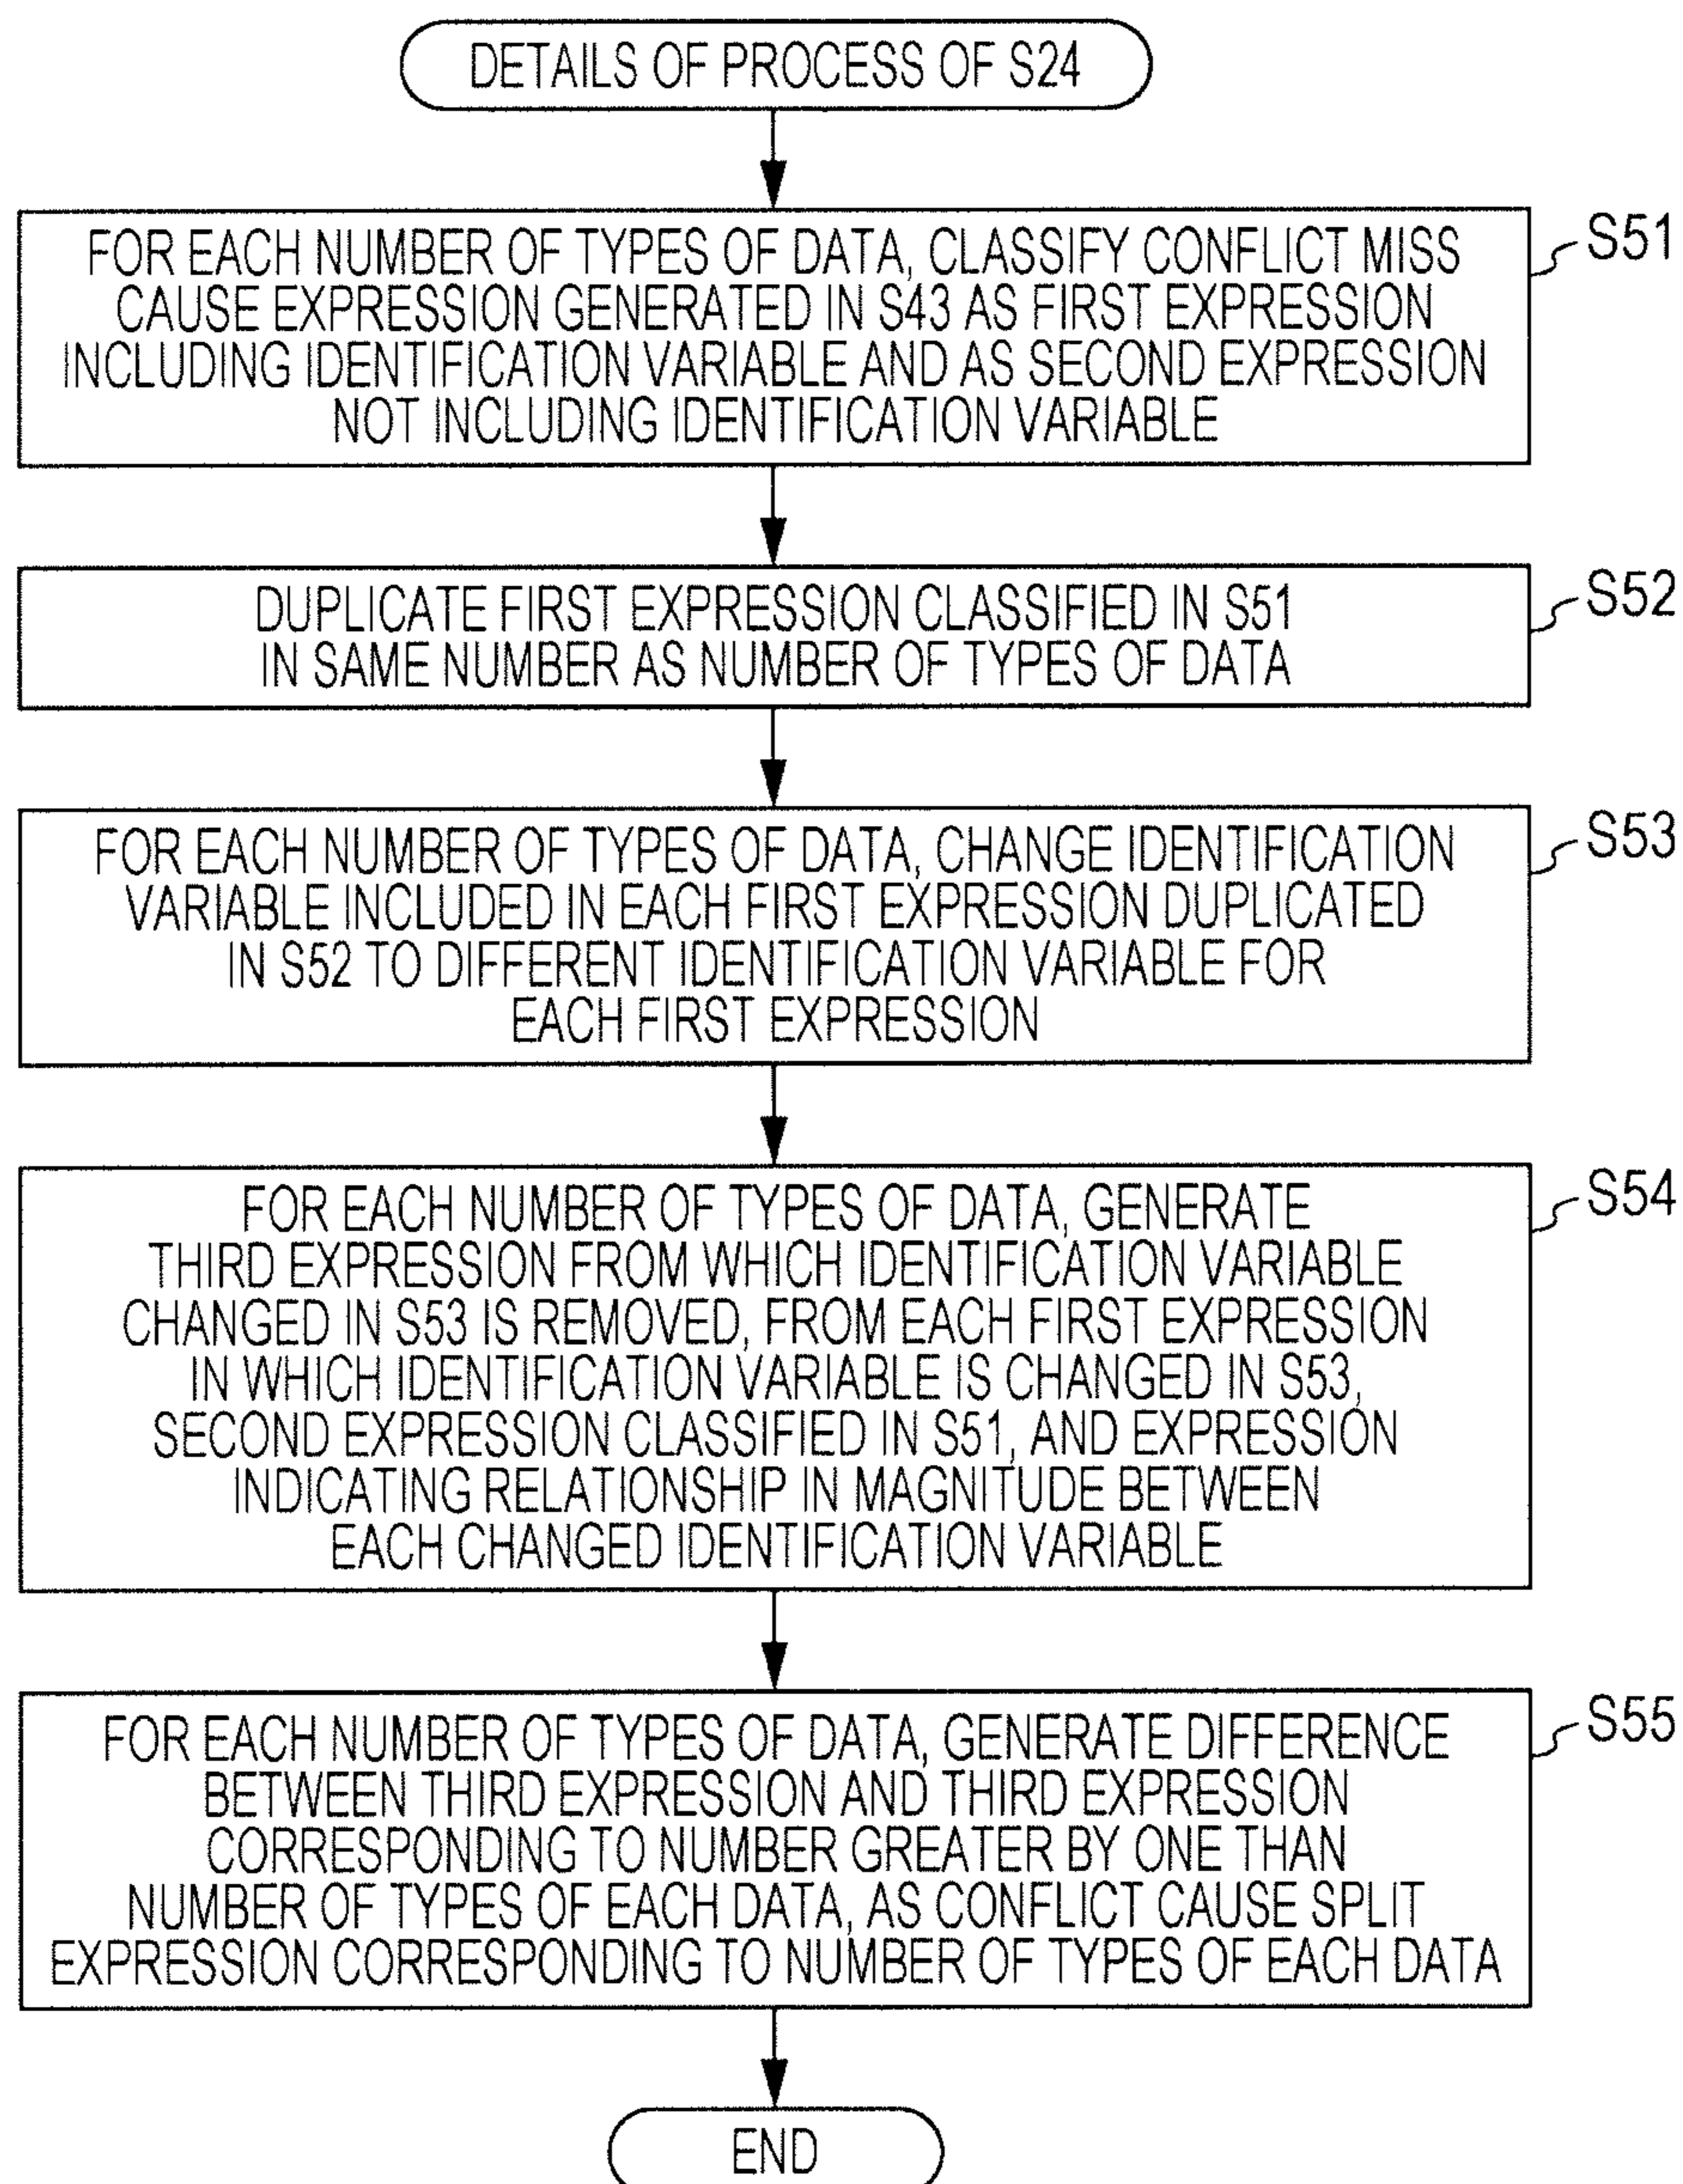 DETAILS OF PROCESS OF S24
FOR EACH NUMBER OF TYPES OF DATA, CLASSIFY CONFLICT MISS
CAUSE EXPRESSION GENERATED IN S43 AS FIRST EXPRESSION
INCLUDING IDENTIFICATION VARIABLE AND AS SECOND EXPRESSION
NOT INCLUDING IDENTIFICATION VARIABLE
S51
DUPLICATE FIRST EXPRESSION CLASSIFIED IN S51
IN SAME NUMBER AS NUMBER OF TYPES OF DATA
S52
FOR EACH NUMBER OF TYPES OF DATA, CHANGE IDENTIFICATION
VARIABLE INCLUDED IN EACH FIRST EXPRESSION DUPLICATED
IN S52 TO DIFFERENT IDENTIFICATION VARIABLE FOR
EACH FIRST EXPRESSION
S53
FOR EACH NUMBER OF TYPES OF DATA, GENERATE
THIRD EXPRESSION FROM WHICH IDENTIFICATION VARIABLE
CHANGED IN S53 IS REMOVED, FROM EACH FIRST EXPRESSION
IN WHICH IDENTIFICATION VARIABLE IS CHANGED IN S53,
SECOND EXPRESSION CLASSIFIED IN S51, AND EXPRESSION
INDICATING RELATIONSHIP IN MAGNITUDE BETWEEN
EACH CHANGED IDENTIFICATION VARIABLE
S54
FOR EACH NUMBER OF TYPES OF DATA, GENERATE DIFFERENCE
BETWEEN THIRD EXPRESSION AND THIRD EXPRESSION
CORRESPONDING TO NUMBER GREATER BY ONE THAN
NUMBER OF TYPES OF EACH DATA, AS CONFLICT CAUSE SPLIT
EXPRESSION CORRESPONDING TO NUMBER OF TYPES OF EACH DATA
S55
END